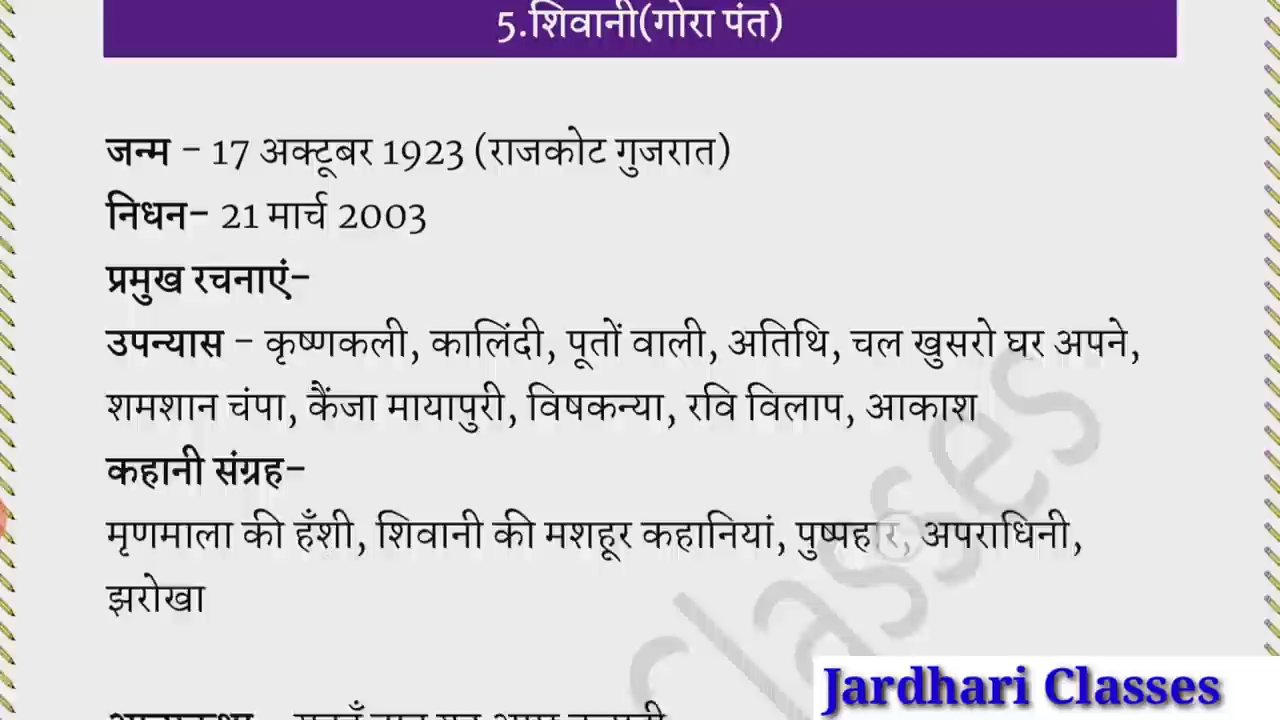 5.शिवानी(गोरा पंत)
जन्म - 17 अक्टूबर 1923 (राजकोट गुजरात)
निधन- 21 मार्च 2003
प्रमुख रचनाएं-
उपन्यास - कृष्णकली, कालिंदी, पूतों वाली, अतिथि, चल खुसरो घर अपने,
शमशान चंपा, कैंजा मायापुरी, विषकन्या, रवि विलाप, आकाश
कहानी संग्रह-
मृणमाला की हँशी, शिवानी की मशहूर कहानियां, पुष्पहार, अपराधिनी,
झरोखा
Classes
Jardhari Classes